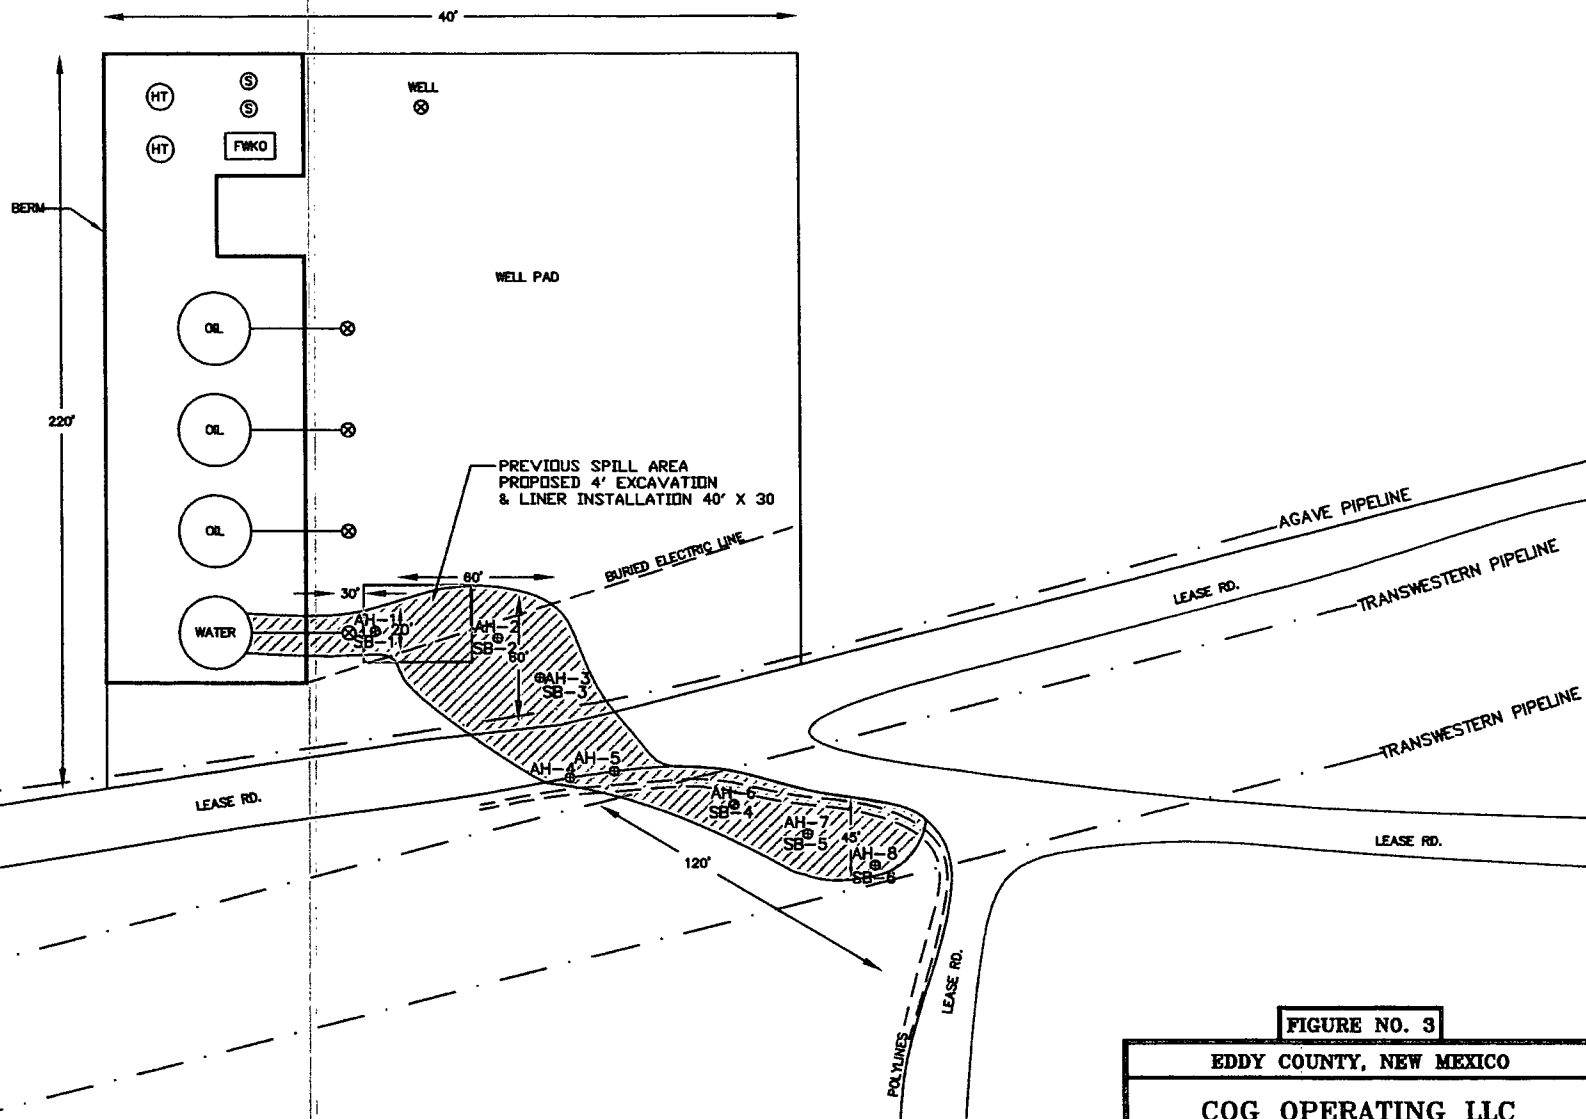 40'
HT
S
S
HT
FWKO
WELL
BERM
WELL PAD
OIL
220'
OIL
PREVIOUS SPILL AREA
PROPOSED 4' EXCAVATION
& LINER INSTALLATION 40' X 30
OIL
AGAVE PIPELINE
BURIED ELECTRIC LINE
TRANSWESTERN PIPELINE
LEASE RD.
60'
30'
WATER
AH-1
SB-1
20'
AH-2
SB-2
60'
AH-3
SB-3
TRANSWESTERN PIPELINE
AH-4
AH-5
LEASE RD.
AH-6
SB-4
AH-7
SB-5
45'
AH-8
SB-6
LEASE RD.
120'
LEASE RD.
POLYLINES
FIGURE NO. 3
EDDY COUNTY, NEW MEXICO
COG OPERATING LLC